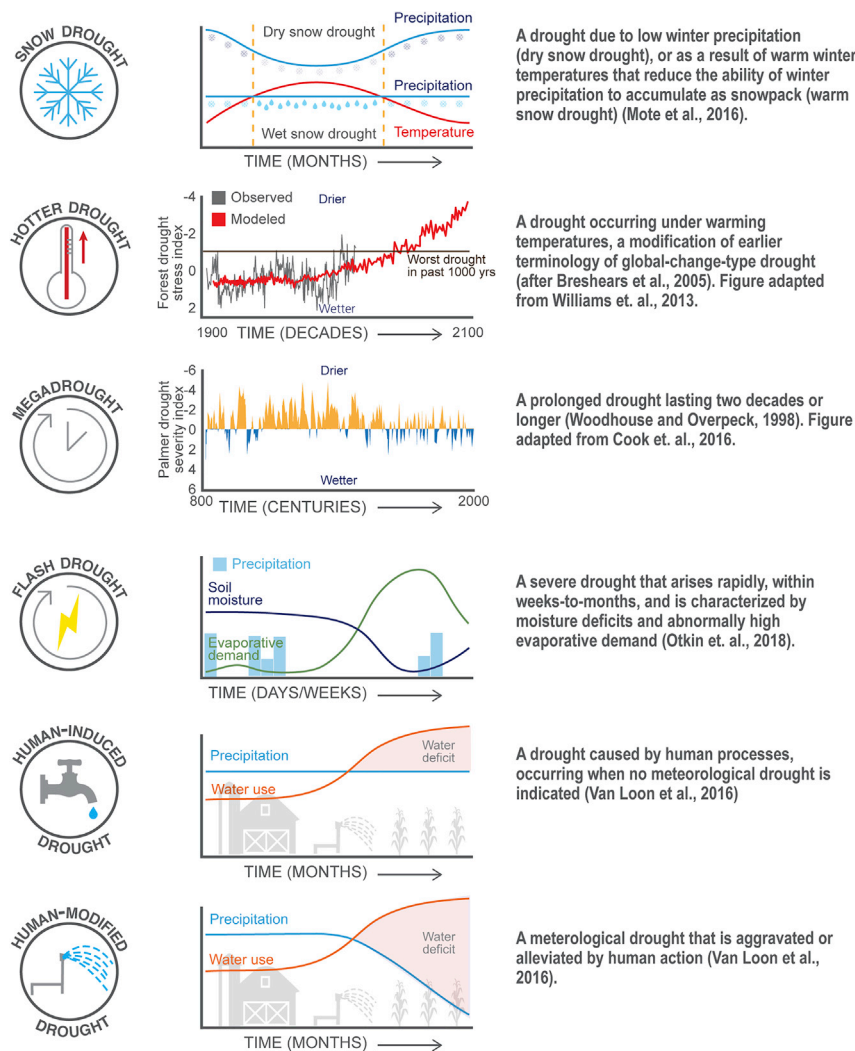 SNOW DROUGHT
Dry snow drought
Precipitation
Precipitation
Wet snow drought
Temperature
TIME (MONTHS)
A drought due to low winter precipitation
(dry snow drought), or as a result of warm winter
temperatures that reduce the ability of winter
precipitation to accumulate as snowpack (warm
snow drought) (Mote et al., 2016).
HOTTER DROUGHT
Forest drought
stress index
-4
-2
0
2
Observed
Modeled
Drier
Worst drought
in past 1000 yrs
Wetter
1900
TIME (DECADES)
2100
A drought occurring under warming
temperatures, a modification of earlier
terminology of global-change-type drought
(after Breshears et al., 2005). Figure adapted
from Williams et. al., 2013.
MEGADROUGHT
Palmer drought
severity index
-6
-4
-2
0
2
4
6
Drier
Wetter
800
TIME (CENTURIES)
2000
A prolonged drought lasting two decades or
longer (Woodhouse and Overpeck, 1998). Figure
adapted from Cook et. al., 2016.
FLASH DROUGHT
Precipitation
Soil
moisture
Evaporative
demand
TIME (DAYS/WEEKS)
A severe drought that arises rapidly, within
weeks-to-months, and is characterized by
moisture deficits and abnormally high
evaporative demand (Otkin et. al., 2018).
HUMAN-INDUCED
DROUGHT
Precipitation
Water use
Water
deficit
TIME (MONTHS)
A drought caused by human processes,
occurring when no meteorological drought is
indicated (Van Loon et al., 2016)
HUMAN-MODIFIED
DROUGHT
Precipitation
Water use
Water
deficit
TIME (MONTHS)
A meterological drought that is aggravated or
alleviated by human action (Van Loon et al.,
2016).